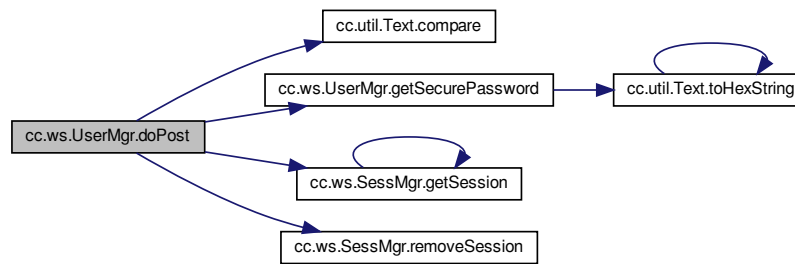 cc.util.Text.compare
cc.ws.UserMgr.getSecurePassword
cc.util.Text.toHexString
cc.ws.UserMgr.doPost
cc.ws.SessMgr.getSession
cc.ws.SessMgr.removeSession